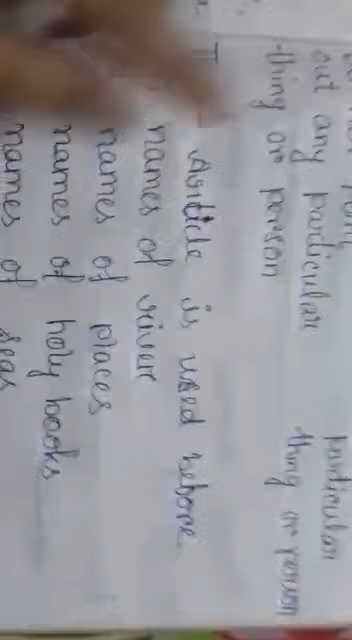 out any particular
thing or person
particular
thing or person
Article is used before
names of river
names of places
names of holy books
names of seas